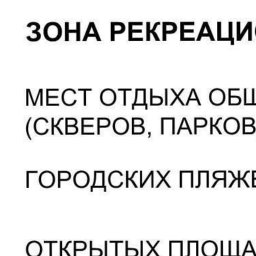 ЗОНА РЕКРЕАЦИ
МЕСТ ОТДЫХА ОБЩ
(СКВЕРОВ, ПАРКОВ
ГОРОДСКИХ ПЛЯЖЕ
ОТКРЫТЫХ ПЛОЩА